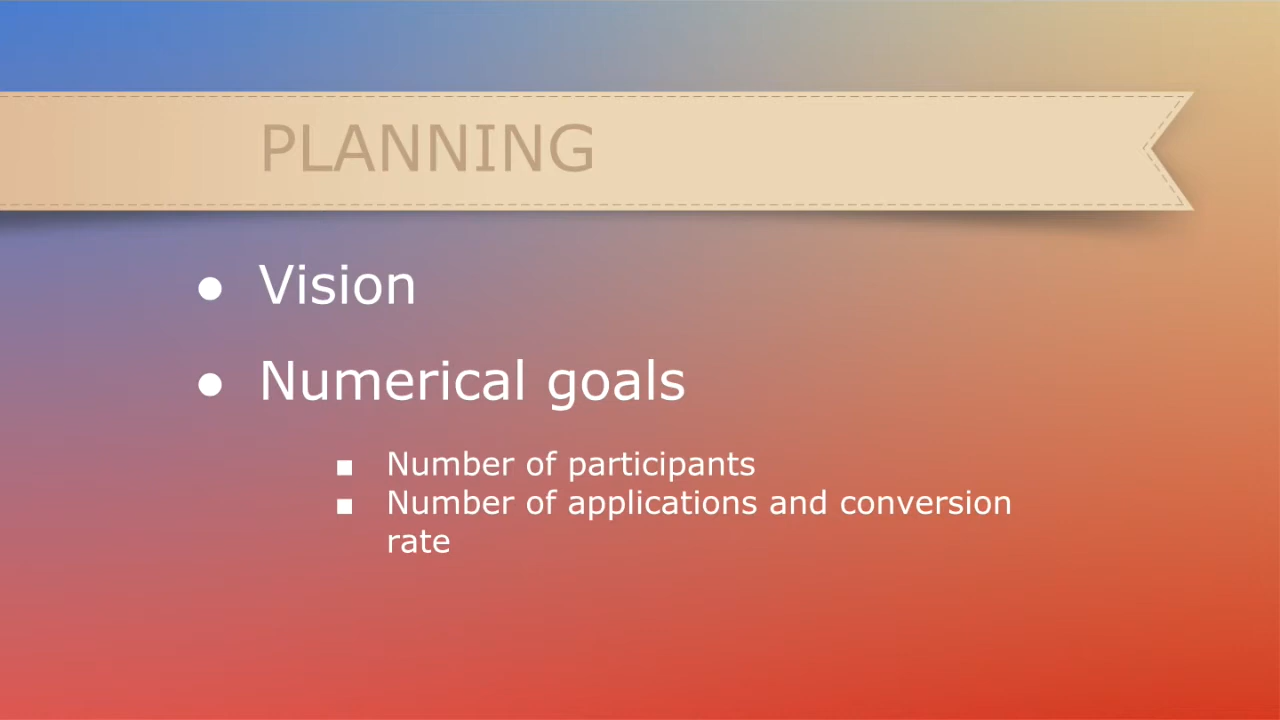 PLANNING
● Vision
● Numerical goals
■ Number of participants
■ Number of applications and conversion
rate